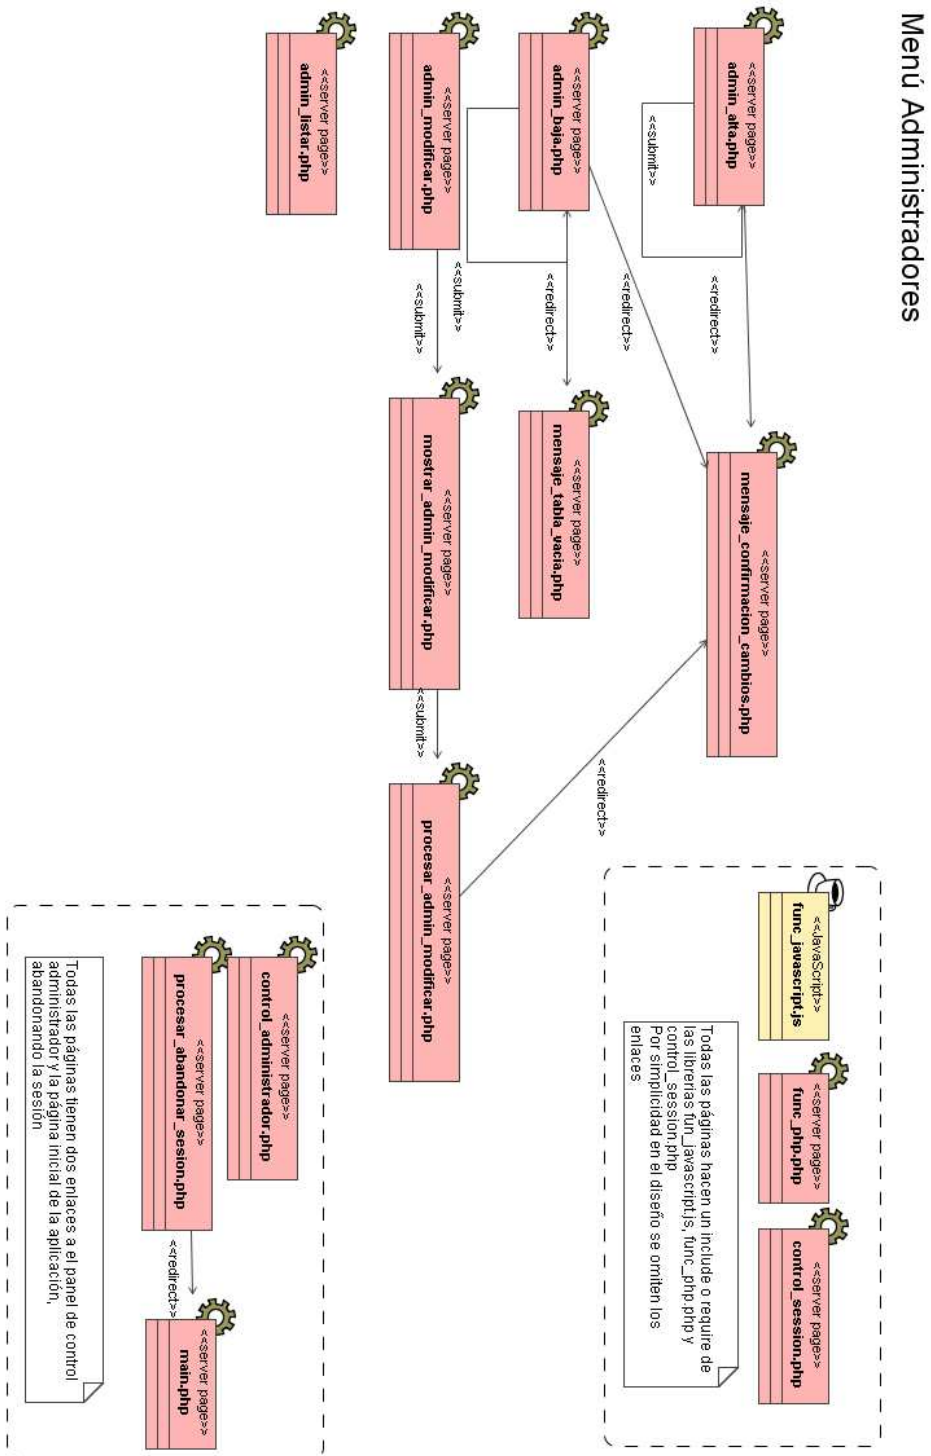 Menú Administradores
<<server page>>
admin_alta.php
<<submit>>
<<redirect>>
<<server page>>
mensaje_confirmacion_cambios.php
<<server page>>
admin_baja.php
<<redirect>>
<<redirect>>
<<server page>>
mensaje_tabla_vacia.php
<<server page>>
admin_modificar.php
<<submit>>
<<submit>>
<<server page>>
mostrar_admin_modificar.php
<<submit>>
<<server page>>
procesar_admin_modificar.php
<<redirect>>
<<server page>>
admin_listar.php
<<JavaScript>>
func_javascript.js
<<server page>>
func_php.php
<<server page>>
control_session.php
Todas las páginas hacen un include o require de
las librerias fun_javascript.js, func_php.php y
control_session.php
Por simplicidad en el diseño se omiten los
enlaces
<<server page>>
control_administrador.php
<<server page>>
procesar_abandonar_sesion.php
<<redirect>>
<<server page>>
main.php
Todas las páginas tienen dos enlaces a el panel de control
administrador y la página inicial de la aplicación,
abandonando la sesión